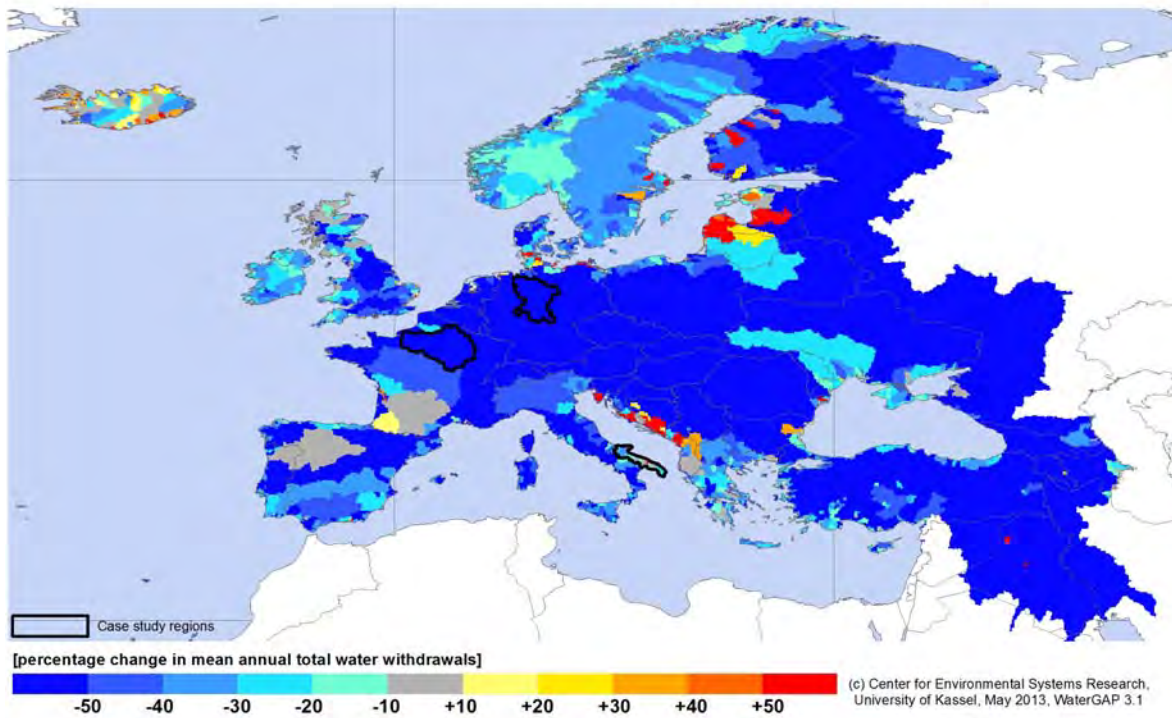 Case study regions
[percentage change in mean annual total water withdrawals]
-50 -40 -30 -20 -10 +10 +20 +30 +40 +50
(c) Center for Environmental Systems Research,
University of Kassel, May 2013, WaterGAP 3.1